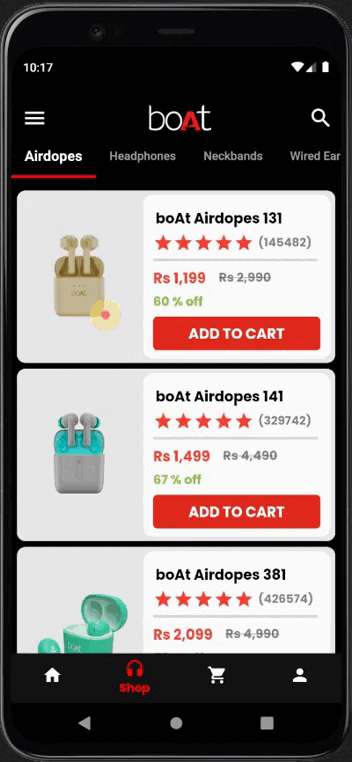 10:17
boAt
Airdopes Headphones Neckbands Wired Ear
boAt Airdopes 131
(145482)
Rs 1,199 Rs 2,990
60 % off
ADD TO CART
boAt Airdopes 141
(329742)
Rs 1,499 Rs 4,490
67 % off
ADD TO CART
boAt Airdopes 381
(426574)
Rs 2,099 Rs 4,990
Shop